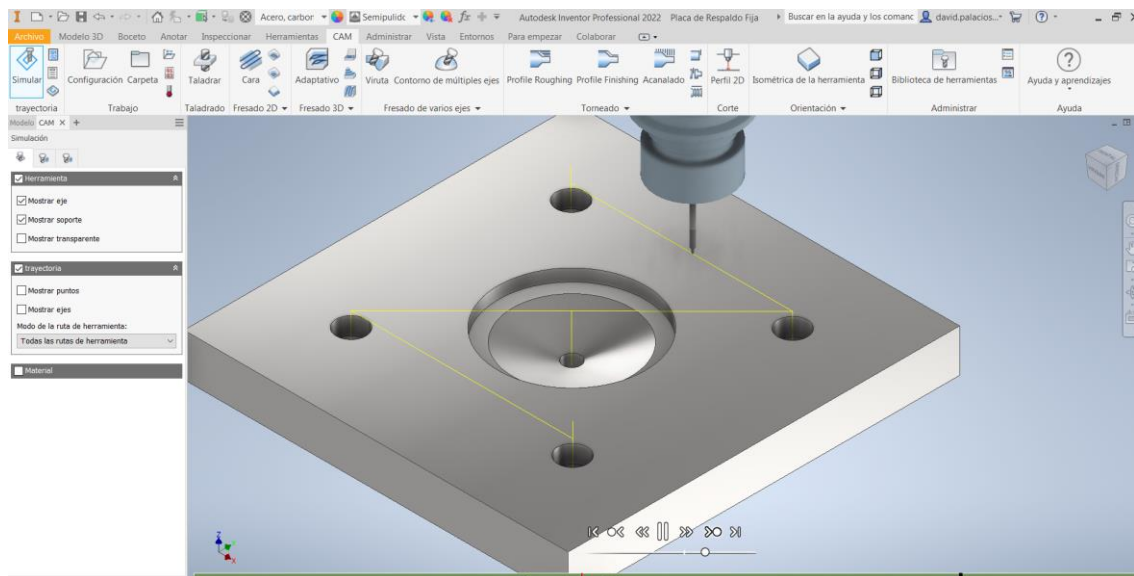 Acero, carbor Semipulidc fx Autodesk Inventor Professional 2022 Placa de Respaldo Fija Buscar en la ayuda y los comanc david.palacios...
Archivo Modelo 3D Boceto Anotar Inspeccionar Herramientas CAM Administrar Vista Entornos Para empezar Colaborar
Simular Configuración Carpeta Taladrar Cara Adaptativo Viruta Contorno de múltiples ejes Profile Roughing Profile Finishing Acanalado Perfil 2D Isométrica de la herramienta Biblioteca de herramientas Ayuda y aprendizajes
trayectoria Trabajo Taladrado Fresado 2D Fresado 3D Fresado de varios ejes Torneado Corte Orientación Administrar Ayuda
Modelo CAM × +
Simulación
Herramienta
Mostrar eje
Mostrar soporte
Mostrar transparente
trayectoria
Mostrar puntos
Mostrar ejes
Modo de la ruta de herramienta:
Todas las rutas de herramienta
Material